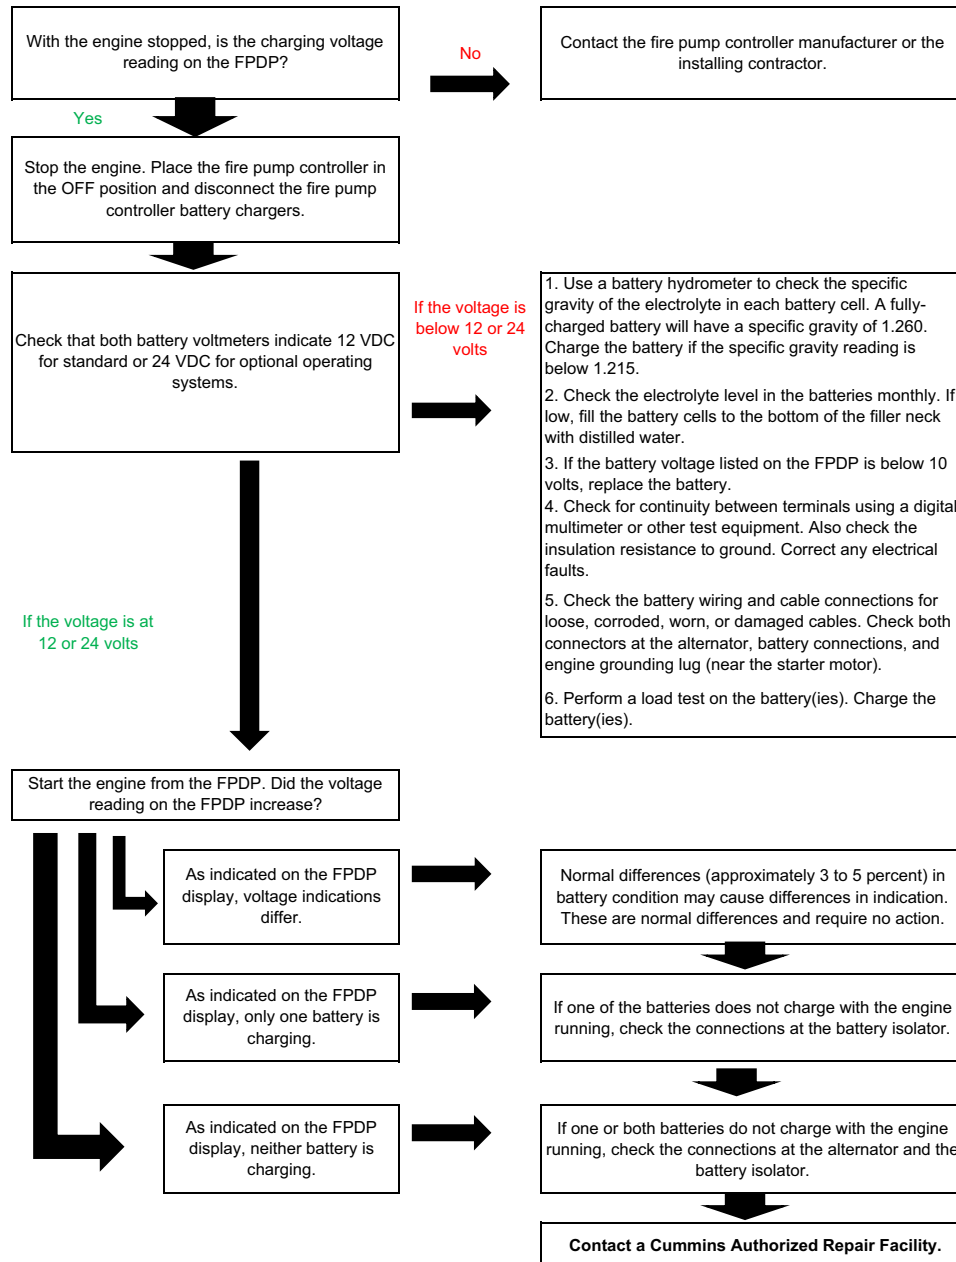 With the engine stopped, is the charging voltage
reading on the FPDP?
No
Contact the fire pump controller manufacturer or the
installing contractor.
Yes
Stop the engine. Place the fire pump controller in
the OFF position and disconnect the fire pump
controller battery chargers.
Check that both battery voltmeters indicate 12 VDC
for standard or 24 VDC for optional operating
systems.
If the voltage is
below 12 or 24
volts
1. Use a battery hydrometer to check the specific
gravity of the electrolyte in each battery cell. A fully-
charged battery will have a specific gravity of 1.260.
Charge the battery if the specific gravity reading is
below 1.215.
2. Check the electrolyte level in the batteries monthly. If
low, fill the battery cells to the bottom of the filler neck
with distilled water.
3. If the battery voltage listed on the FPDP is below 10
volts, replace the battery.
4. Check for continuity between terminals using a digital
multimeter or other test equipment. Also check the
insulation resistance to ground. Correct any electrical
faults.
5. Check the battery wiring and cable connections for
loose, corroded, worn, or damaged cables. Check both
connectors at the alternator, battery connections, and
engine grounding lug (near the starter motor).
6. Perform a load test on the battery(ies). Charge the
battery(ies).
If the voltage is at
12 or 24 volts
Start the engine from the FPDP. Did the voltage
reading on the FPDP increase?
As indicated on the FPDP
display, voltage indications
differ.
Normal differences (approximately 3 to 5 percent) in
battery condition may cause differences in indication.
These are normal differences and require no action.
As indicated on the FPDP
display, only one battery is
charging.
If one of the batteries does not charge with the engine
running, check the connections at the battery isolator.
As indicated on the FPDP
display, neither battery is
charging.
If one or both batteries do not charge with the engine
running, check the connections at the alternator and the
battery isolator.
Contact a Cummins Authorized Repair Facility.